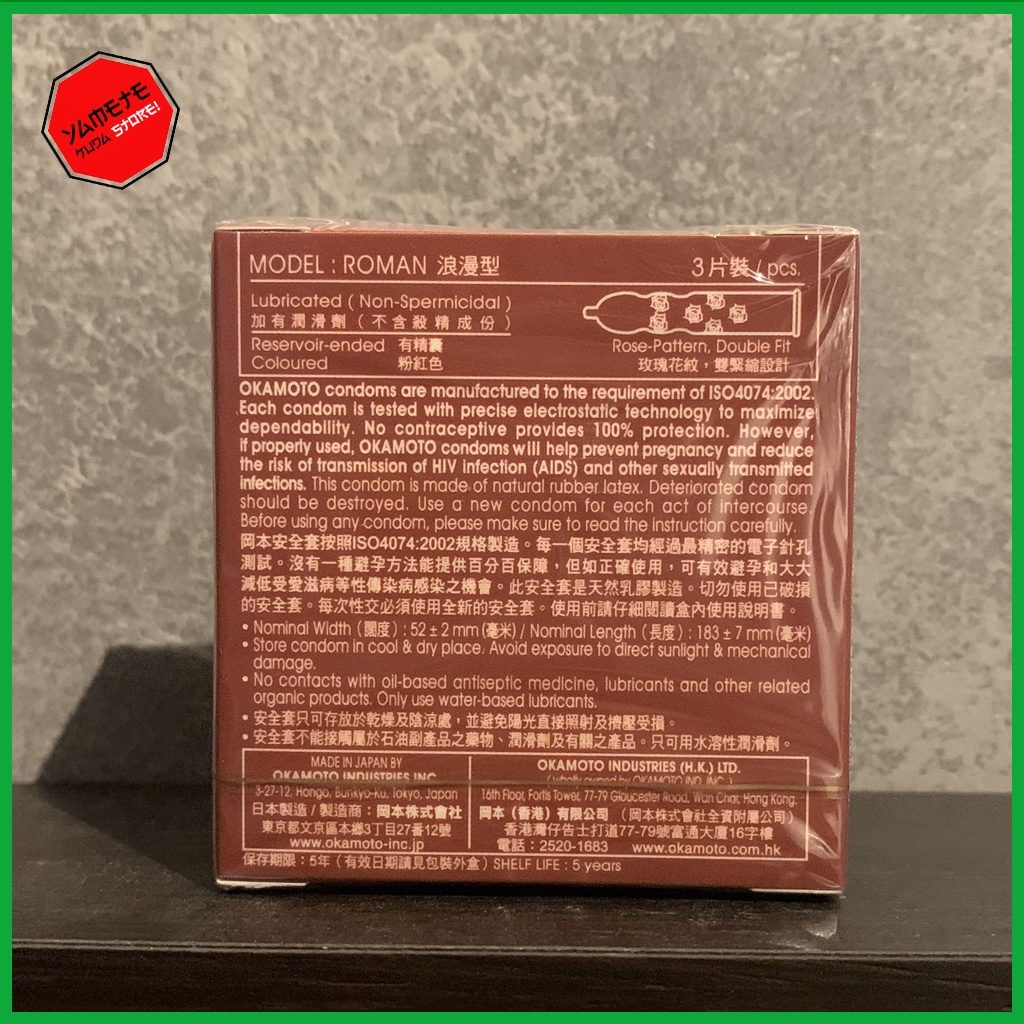 YAMETE
KUDA STORE!
MODEL : ROMAN 浪漫型
3片裝 / pcs.
Lubricated ( Non-Spermicidal )
加有潤滑劑（不含殺精成份）
Reservoir-ended 有精囊
Coloured 粉紅色
Rose-Pattern, Double Fit
玫瑰花紋，雙緊縮設計
OKAMOTO condoms are manufactured to the requirement of ISO4074:2002.
Each condom is tested with precise electrostatic technology to maximize
dependability. No contraceptive provides 100% protection. However,
if properly used, OKAMOTO condoms will help prevent pregnancy and reduce
the risk of transmission of HIV infection (AIDS) and other sexually transmitted
infections. This condom is made of natural rubber latex. Deteriorated condom
should be destroyed. Use a new condom for each act of intercourse.
Before using any condom, please make sure to read the instruction carefully.
岡本安全套按照ISO4074:2002規格製造。每一個安全套均經過最精密的電子針孔
測試。沒有一種避孕方法能提供百分百保障，但如正確使用，可有效避孕和大大
減低受愛滋病等性傳染病感染之機會。此安全套是天然乳膠製造。切勿使用已破損
的安全套。每次性交必須使用全新的安全套。使用前請仔細閱讀盒內使用說明書。
• Nominal Width（闊度）: 52 ± 2 mm (毫米) / Nominal Length（長度）: 183 ± 7 mm (毫米)
• Store condom in cool & dry place. Avoid exposure to direct sunlight & mechanical
damage.
• No contacts with oil-based antiseptic medicine, lubricants and other related
organic products. Only use water-based lubricants.
• 安全套只可存放於乾燥及陰涼處，並避免陽光直接照射及擠壓受損。
• 安全套不能接觸屬於石油副產品之藥物、潤滑劑及有關之產品。只可用水溶性潤滑劑。
MADE IN JAPAN BY
OKAMOTO INDUSTRIES INC
3-27-12, Hongo, Bunkyo-Ku, Tokyo, Japan
日本製造 / 製造商：岡本株式會社
東京都文京區本郷3丁目27番12號
www.okamoto-inc.jp
OKAMOTO INDUSTRIES (H.K.) LTD.
( wholly owned by OKAMOTO IND. INC. )
16th Floor, Fortis Tower, 77-79 Gloucester Road, Wan Chai, Hong Kong.
岡本（香港）有限公司（岡本株式會社全資附屬公司）
香港灣仔告士打道77-79號富通大廈16字樓
電話：2520-1683 www.okamoto.com.hk
保存期限：5年（有效日期請見包裝外盒）SHELF LIFE : 5 years